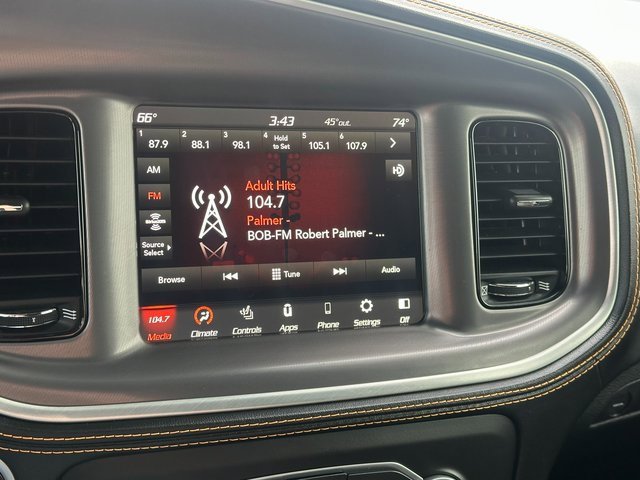 66° 3:43 45°OUT 74°
1 2 3 4 Hold 5 6
87.9 88.1 98.1 to Set 105.1 107.9
AM
FM
SiriusXM
Source
Select
HD
Adult Hits
104.7
Palmer -
BOB-FM Robert Palmer - ...
Browse Tune Audio
104.7
Media Climate Controls Apps Phone Settings Off